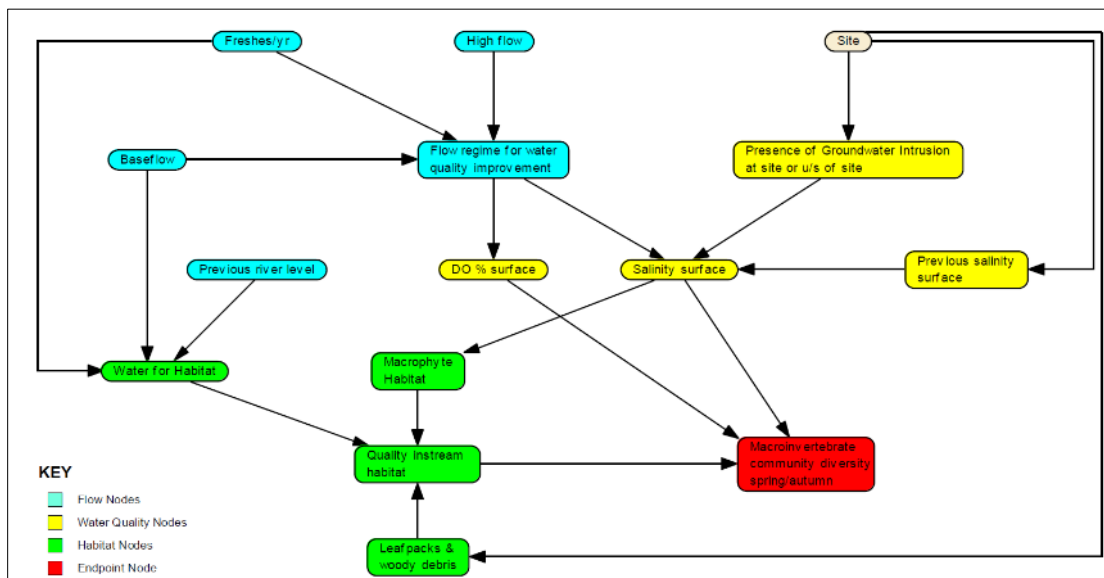 Freshes/yr
High flow
Site
Baseflow
Flow regime for water
quality improvement
Presence of Groundwater Intrusion
at site or u/s of site
Previous river level
DO % surface
Salinity surface
Previous salinity
surface
Water for Habitat
Macrophyte
Habitat
Quality Instream
habitat
Macroinvertebrate
community diversity
spring/autumn
Leafpacks &
woody debris
KEY
Flow Nodes
Water Quality Nodes
Habitat Nodes
Endpoint Node